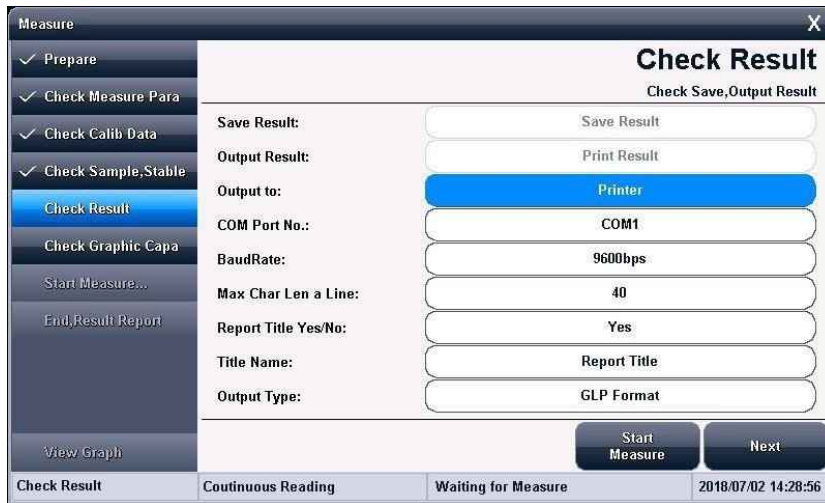 Measure X
Prepare
Check Measure Para
Check Calib Data
Check Sample,Stable
Check Result
Check Graphic Capa
Start Measure...
End,Result Report
View Graph
Check Result
Check Save,Output Result
Save Result: Save Result
Output Result: Print Result
Output to: Printer
COM Port No.: COM1
BaudRate: 9600bps
Max Char Len a Line: 40
Report Title Yes/No: Yes
Title Name: Report Title
Output Type: GLP Format
Start
Measure
Next
Check Result Coutinuous Reading Waiting for Measure 2018/07/02 14:28:56